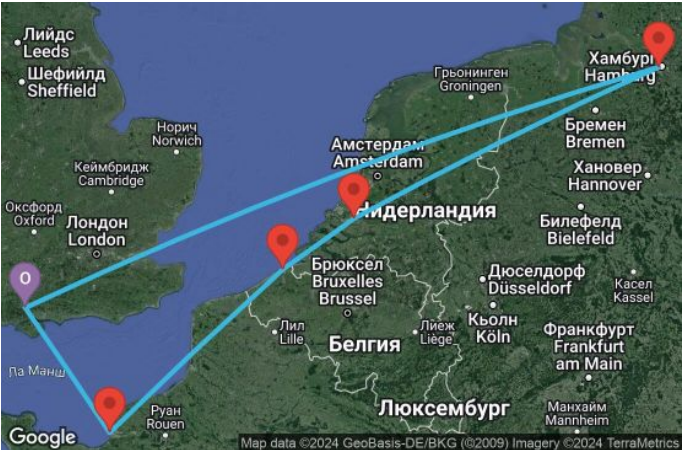 Лийдс
Leeds
Шефийлд
Sheffield
Хамбург
Hamburg
Грьонинген
Groningen
Норич
Norwich
Бремен
Bremen
Амстердам
Amsterdam
Кеймбридж
Cambridge
Хановер
Hannover
Оксфорд
Oxford
Лондон
London
Нидерландия
Билефелд
Bielefeld
O
Брюксел
Bruxelles
Brussel
Дюселдорф
Düsseldorf
Касел
Kassel
Лил
Lille
Лиеж
Liège
Кьолн
Köln
Белгия
Франкфурт
Frankfurt
am Main
Ла Манш
Люксембург
Руан
Rouen
Манхайм
Mannheim
Google
Map data ©2024 GeoBasis-DE/BKG (©2009) Imagery ©2024 TerraMetrics